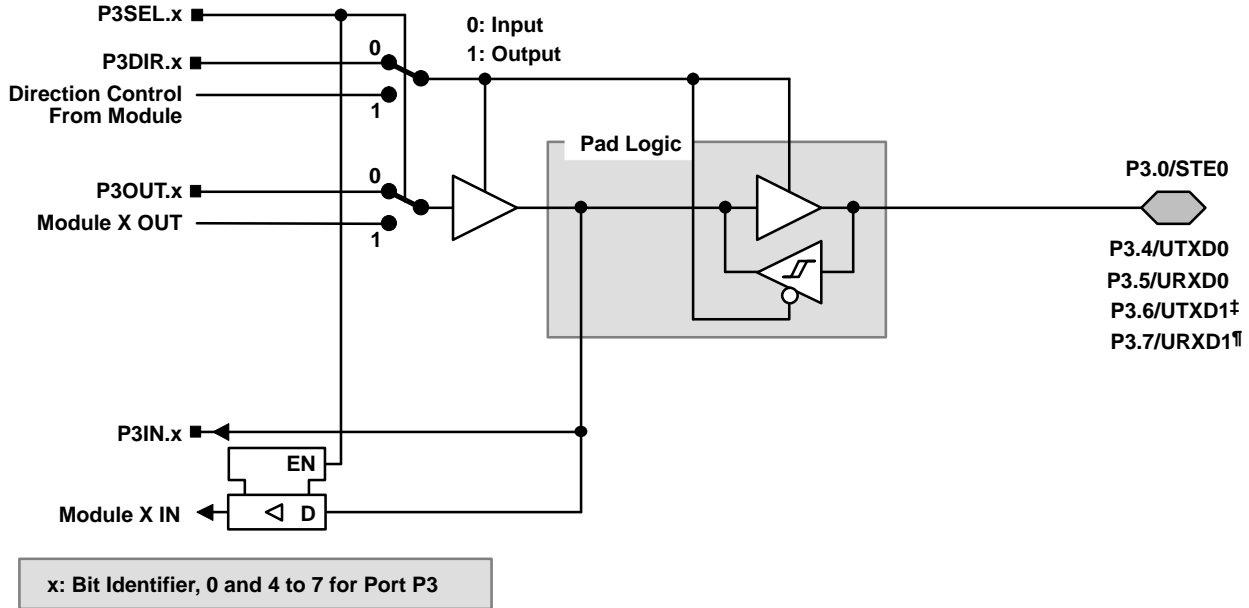 P3SEL.x
0: Input
1: Output
P3DIR.x
0
Direction Control
From Module
1
Pad Logic
P3OUT.x
0
Module X OUT
1
P3.0/STE0
P3.4/UTXD0
P3.5/URXD0
P3.6/UTXD1‡
P3.7/URXD1¶
P3IN.x
EN
Module X IN
D
x: Bit Identifier, 0 and 4 to 7 for Port P3